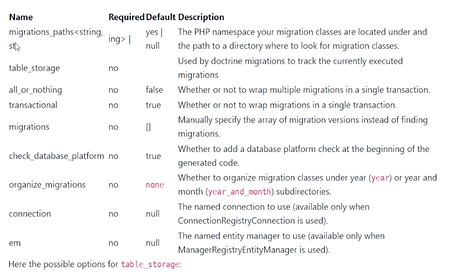 Name Required Default Description
migrations_paths<string, ing> | yes | The PHP namespace your migration classes are located under and
st null the path to a directory where to look for migration classes.
table_storage no Used by doctrine migrations to track the currently executed
migrations
all_or_nothing no false Whether or not to wrap multiple migrations in a single transaction.
transactional no true Whether or not to wrap migrations in a single transaction.
migrations no [] Manually specify the array of migration versions instead of finding
migrations.
check_database_platform no true Whether to add a database platform check at the beginning of the
generated code.
organize_migrations no none Whether to organize migration classes under year (year) or year and
month (year_and_month) subdirectories.
connection no null The named connection to use (available only when
ConnectionRegistryConnection is used).
em no null The named entity manager to use (available only when
ManagerRegistryEntityManager is used).
Here the possible options for table_storage: